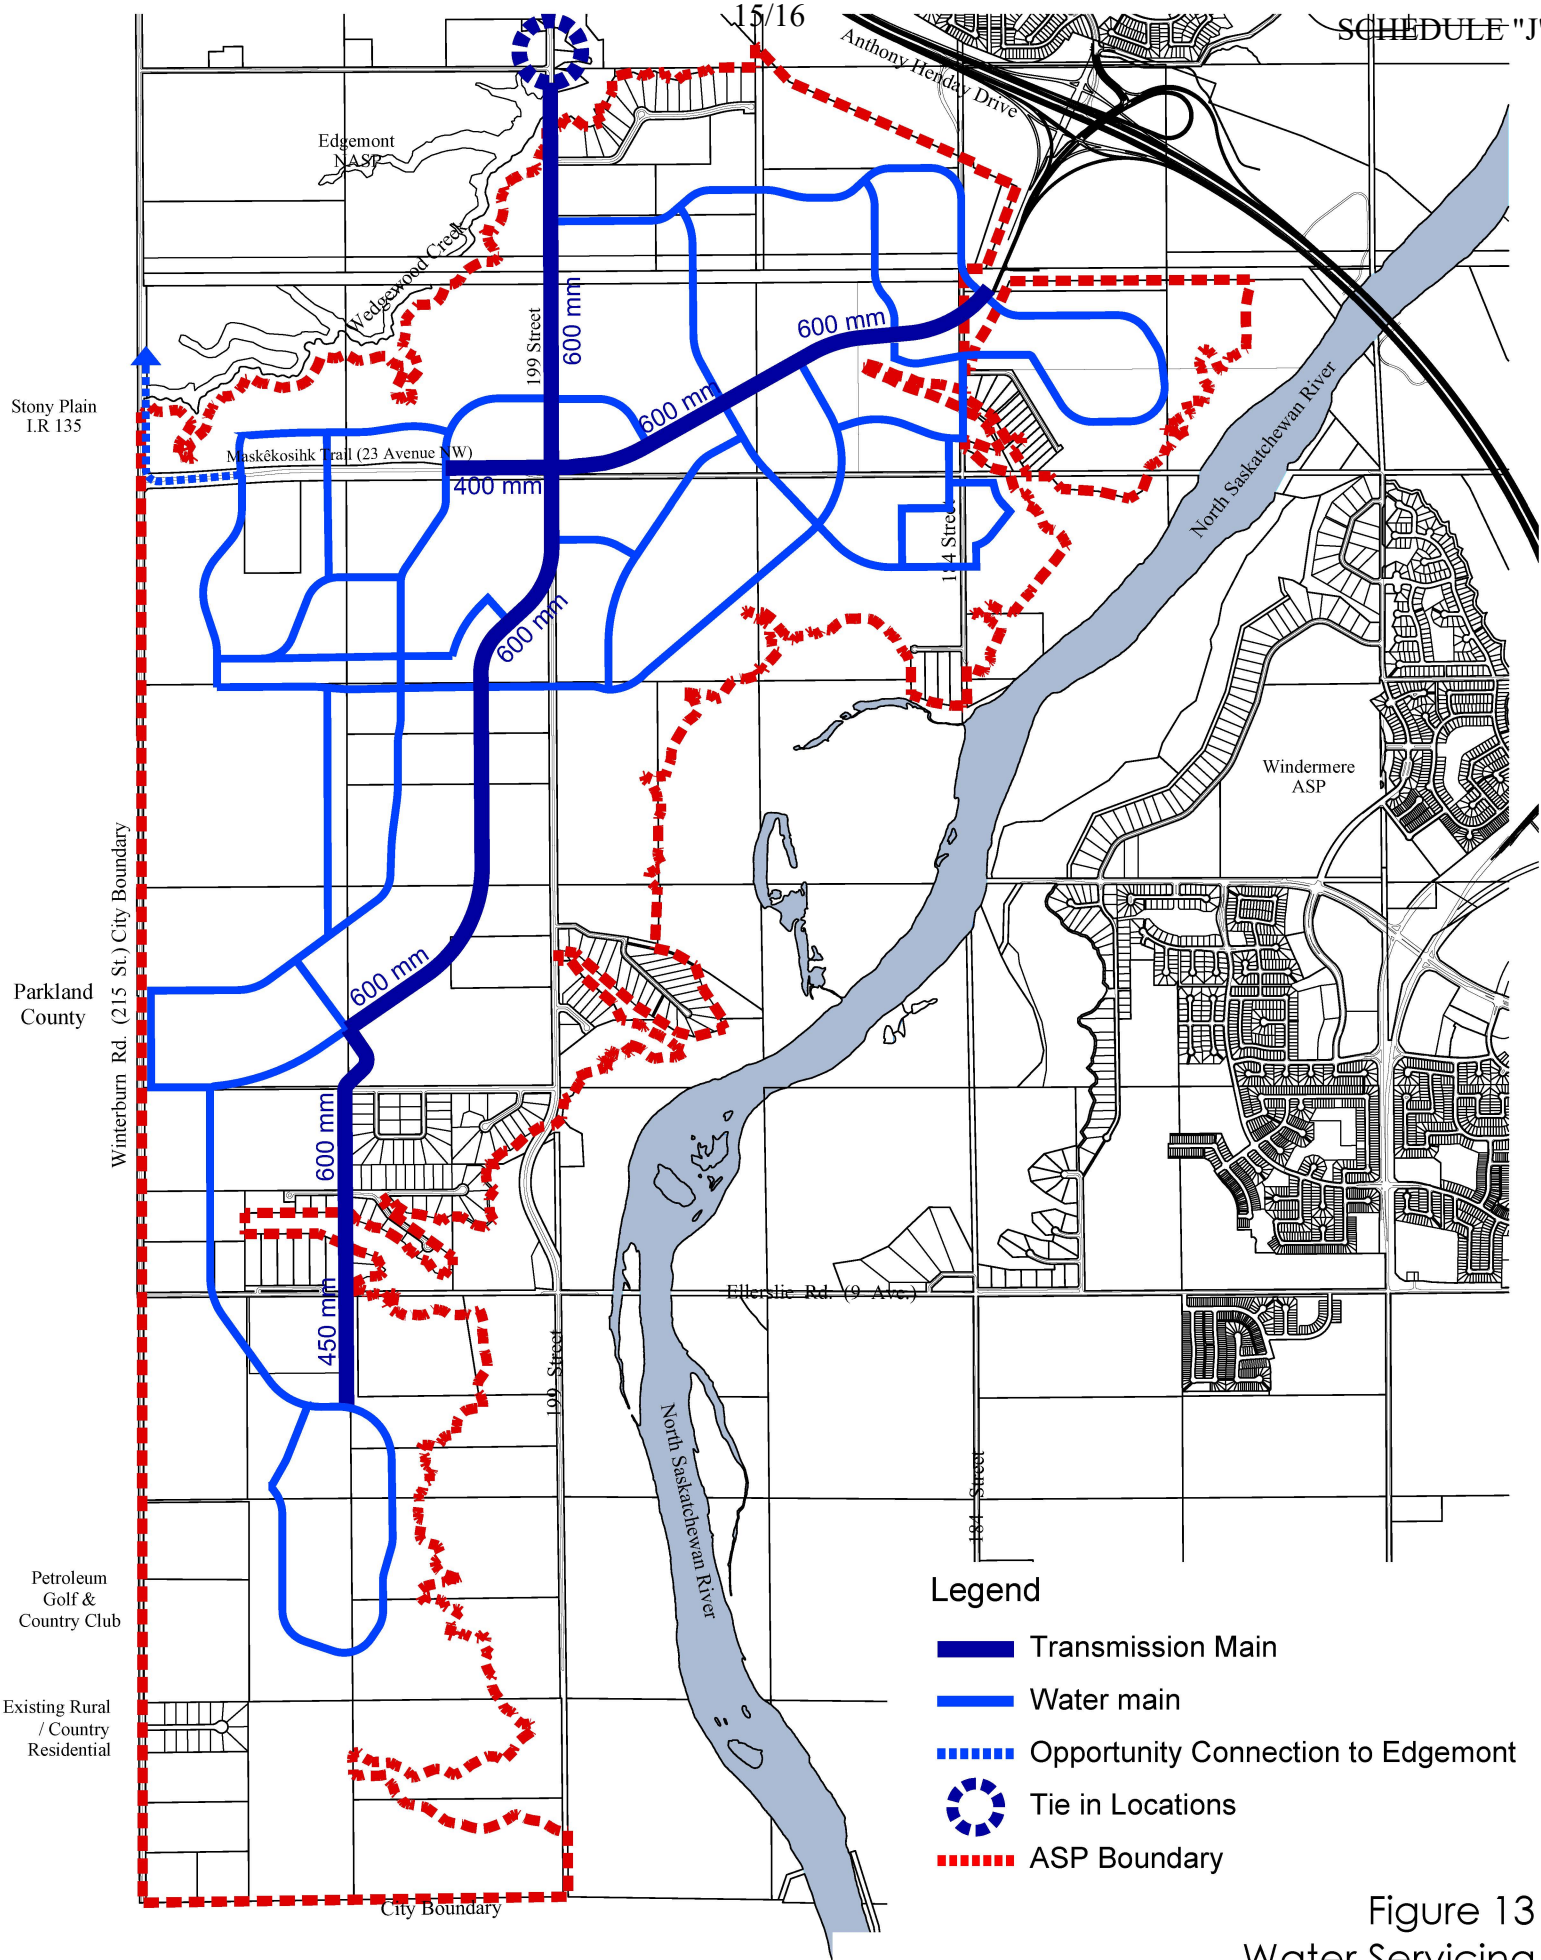 15/16
SCHEDULE "J"
Anthony Henday Drive
Edgemont
NASP
Wedgewood Creek
199 Street
600 mm
600 mm
600 mm
Stony Plain
I.R 135
Maskêkosihk Trail (23 Avenue NW)
400 mm
North Saskatchewan River
184 Street
600 mm
Windermere
ASP
Winterburn Rd. (215 St.) City Boundary
600 mm
Parkland
County
600 mm
Ellerslie Rd. (9 Ave.)
450 mm
199 Street
North Saskatchewan River
184 Street
Petroleum
Golf &
Country Club
Existing Rural
/ Country
Residential
City Boundary
Legend
Transmission Main
Water main
Opportunity Connection to Edgemont
Tie in Locations
ASP Boundary
Figure 13
Water Servicing